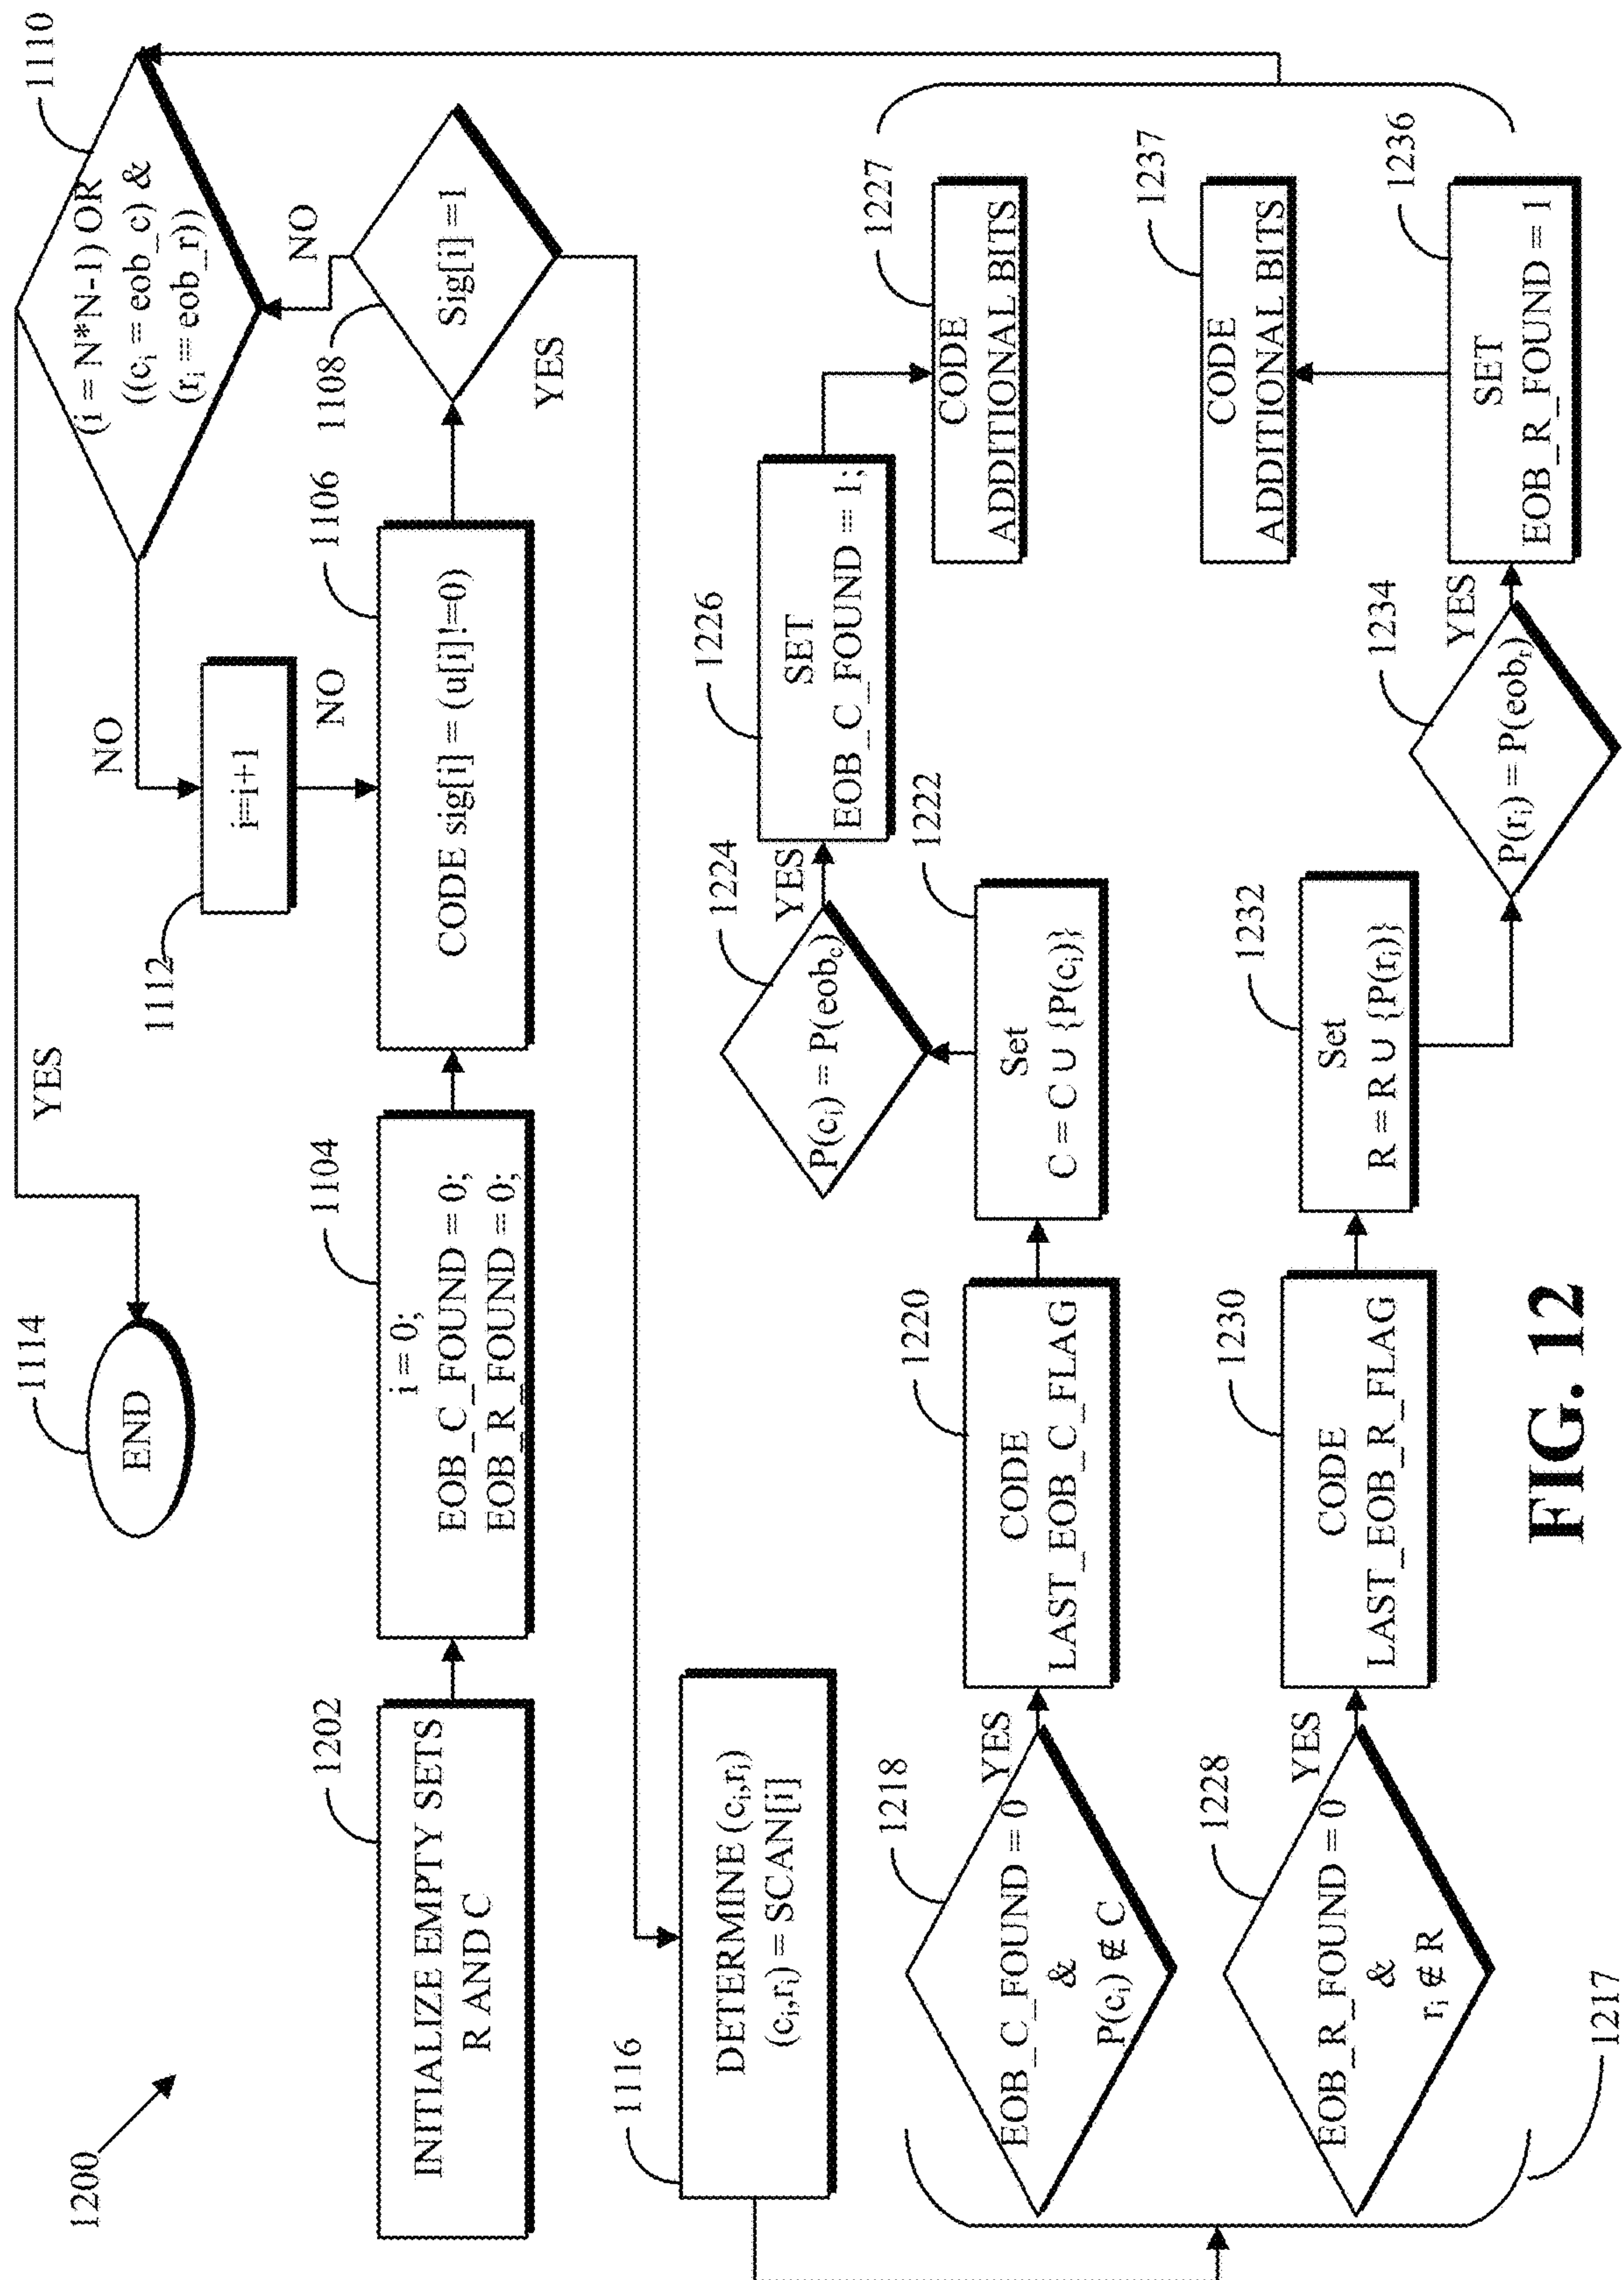 1200
1202
INITIALIZE EMPTY SETS
R AND C
1104
i = 0;
EOB_C_FOUND = 0;
EOB_R_FOUND = 0;
1106
CODE sig[i] = (u[i]!=0)
1108
Sig[i] =1
NO
YES
1110
(i = N*N-1) OR
((cᵢ = eob_c) &
(rᵢ = eob_r))
NO
YES
1112
i=i+1
NO
1114
END
1116
DETERMINE (cᵢ,rᵢ)
(cᵢ,rᵢ) = SCAN[i]
1217
1218
EOB_C_FOUND = 0
&
P(cᵢ) ∉ C
YES
1220
CODE
LAST_EOB_C_FLAG
1222
Set
C = C ∪ {P(cᵢ)}
1224
P(cᵢ) = P(eob꜀)
YES
1226
SET
EOB_C_FOUND = 1;
1227
CODE
ADDITIONAL BITS
1228
EOB_R_FOUND = 0
&
rᵢ ∉ R
YES
1230
CODE
LAST_EOB_R_FLAG
1232
Set
R = R ∪ {P(rᵢ)}
1234
P(rᵢ) = P(eobᵣ)
YES
1236
SET
EOB_R_FOUND = 1
1237
CODE
ADDITIONAL BITS
FIG. 12